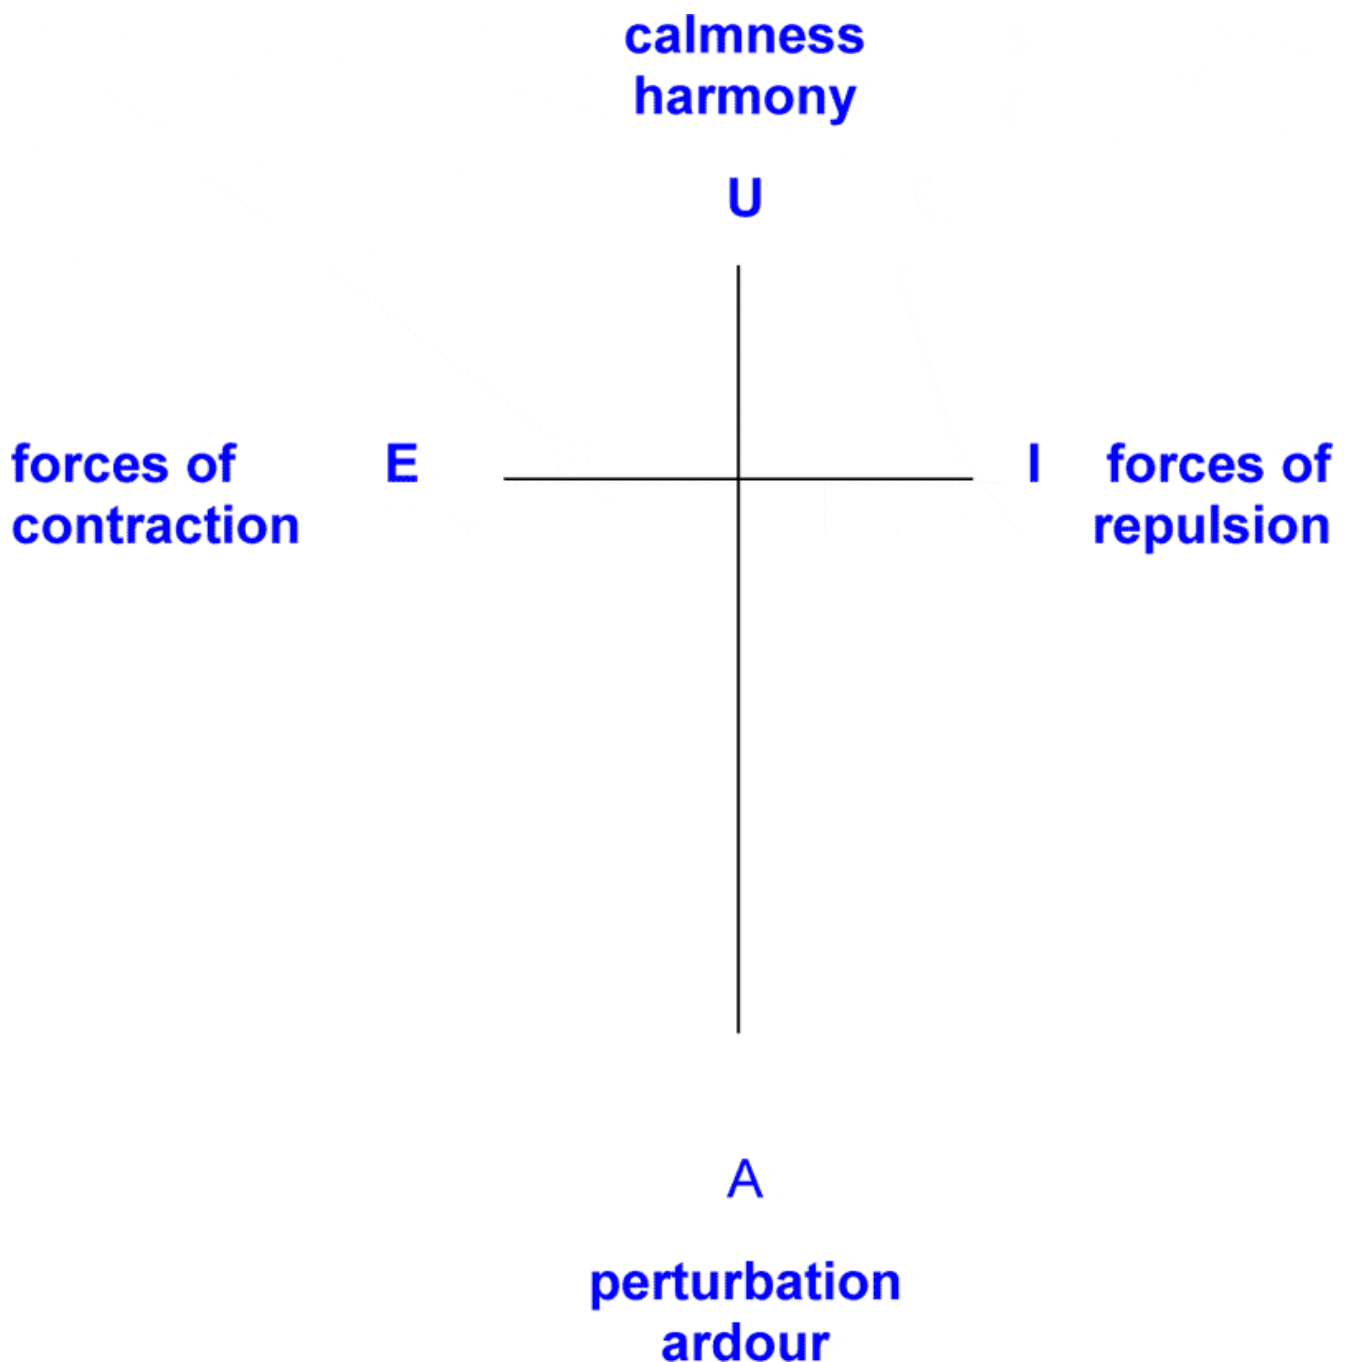 calmness
harmony
U
forces of
contraction
E
I
forces of
repulsion
A
perturbation
ardour